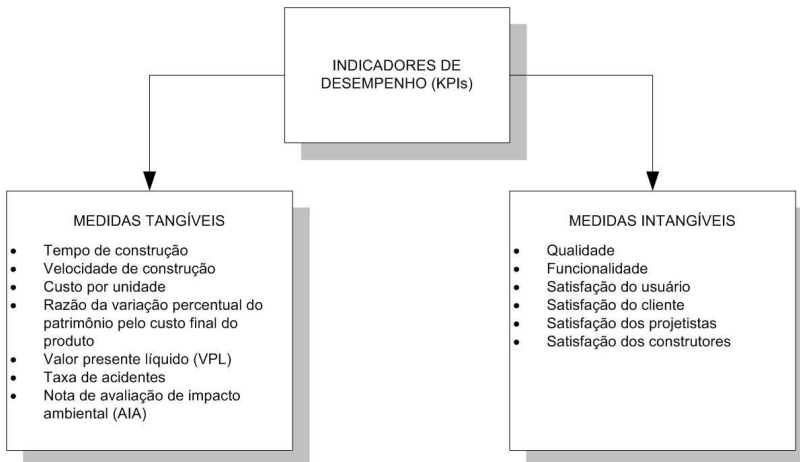 INDICADORES DE
DESEMPENHO (KPIs)
MEDIDAS TANGÍVEIS
• Tempo de construção
• Velocidade de construção
• Custo por unidade
• Razão da variação percentual do
patrimônio pelo custo final do
produto
• Valor presente líquido (VPL)
• Taxa de acidentes
• Nota de avaliação de impacto
ambiental (AIA)
MEDIDAS INTANGÍVEIS
• Qualidade
• Funcionalidade
• Satisfação do usuário
• Satisfação do cliente
• Satisfação dos projetistas
• Satisfação dos construtores